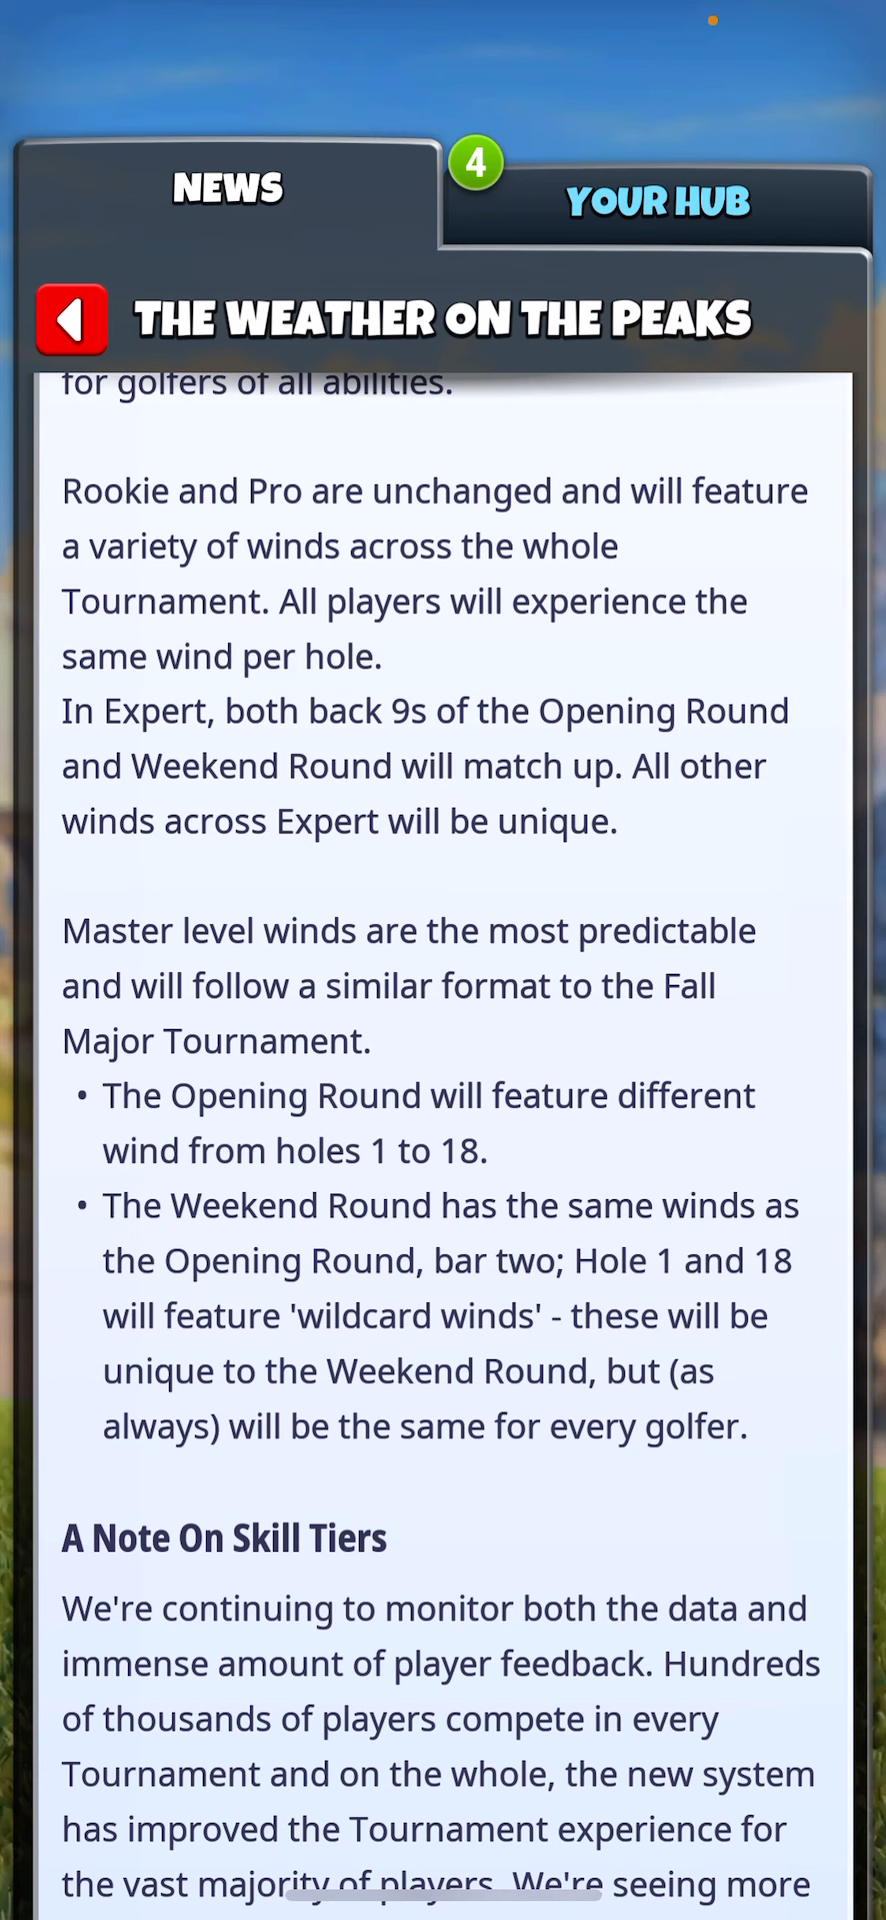 4
NEWS
YOUR HUB
THE WEATHER ON THE PEAKS
for golfers of all abilities.
Rookie and Pro are unchanged and will feature
a variety of winds across the whole
Tournament. All players will experience the
same wind per hole.
In Expert, both back 9s of the Opening Round
and Weekend Round will match up. All other
winds across Expert will be unique.
Master level winds are the most predictable
and will follow a similar format to the Fall
Major Tournament.
• The Opening Round will feature different
wind from holes 1 to 18.
• The Weekend Round has the same winds as
the Opening Round, bar two; Hole 1 and 18
will feature 'wildcard winds' - these will be
unique to the Weekend Round, but (as
always) will be the same for every golfer.
A Note On Skill Tiers
We're continuing to monitor both the data and
immense amount of player feedback. Hundreds
of thousands of players compete in every
Tournament and on the whole, the new system
has improved the Tournament experience for
the vast majority of players. We're seeing more